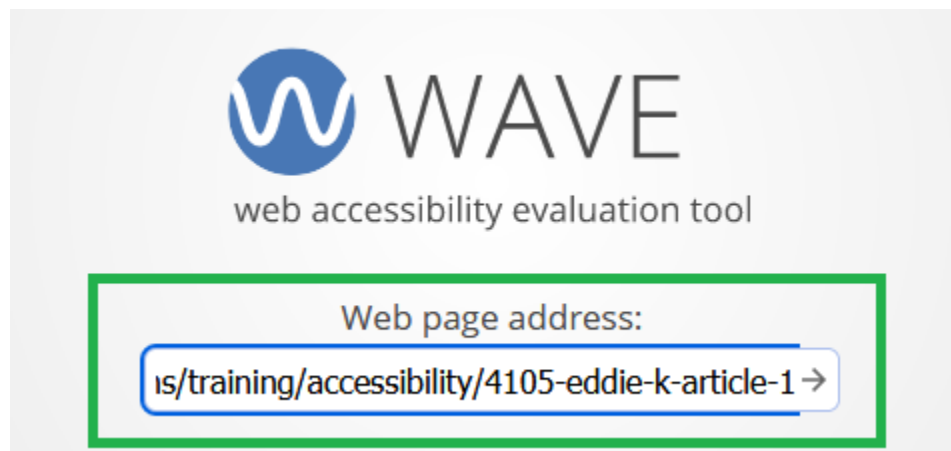 WAVE
web accessibility evaluation tool
Web page address:
s/training/accessibility/4105-eddie-k-article-1 →